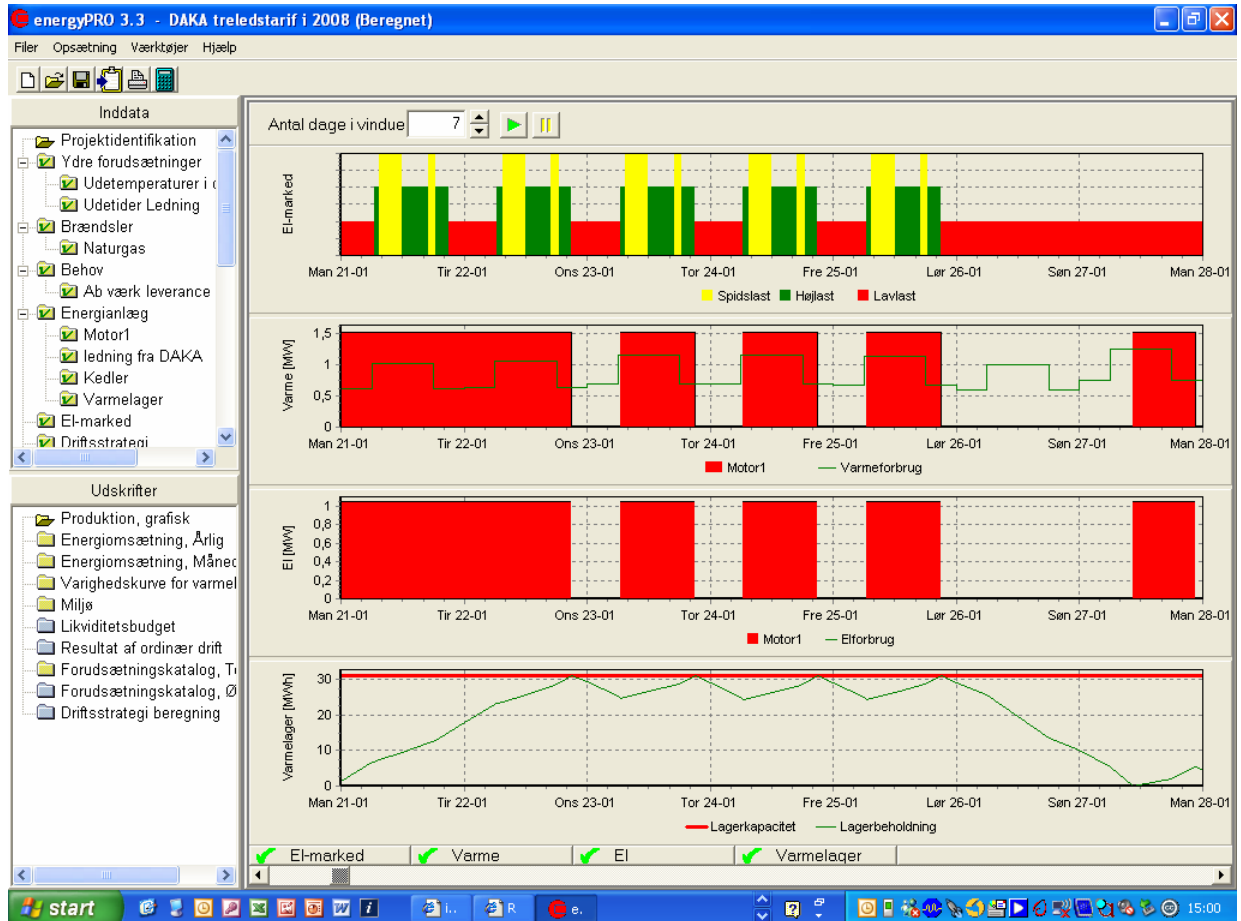 energyPRO 3.3 - DAKA treledstarif i 2008 (Beregnet)
Filer Opsætning Værktøjer Hjælp
Inddata
Projektidentifikation
Ydre forudsætninger
Udetemperaturer i
Udetider Ledning
Brændsler
Naturgas
Behov
Ab værk leverance
Energianlæg
Motor1
ledning fra DAKA
Kedler
Varmelager
El-marked
Driftsstrategi
Udskrifter
Produktion, grafisk
Energiomsætning, Årlig
Energiomsætning, Måned
Varighedskurve for varmel
Miljø
Likviditetsbudget
Resultat af ordinær drift
Forudsætningskatalog, T
Forudsætningskatalog, Ø
Driftsstrategi beregning
Antal dage i vindue 7
El-marked
Man 21-01 Tir 22-01 Ons 23-01 Tor 24-01 Fre 25-01 Lør 26-01 Søn 27-01 Man 28-01
Spidslast Højlast Lavlast
Varme [MW]
1,5
1
0,5
0
Man 21-01 Tir 22-01 Ons 23-01 Tor 24-01 Fre 25-01 Lør 26-01 Søn 27-01 Man 28-01
Motor1 Varmeforbrug
El [MW]
1
0,8
0,6
0,4
0,2
0
Man 21-01 Tir 22-01 Ons 23-01 Tor 24-01 Fre 25-01 Lør 26-01 Søn 27-01 Man 28-01
Motor1 Elforbrug
Varmelager [MWh]
30
20
10
0
Man 21-01 Tir 22-01 Ons 23-01 Tor 24-01 Fre 25-01 Lør 26-01 Søn 27-01 Man 28-01
Lagerkapacitet Lagerbeholdning
El-marked Varme El Varmelager
start i.. R e. 15:00